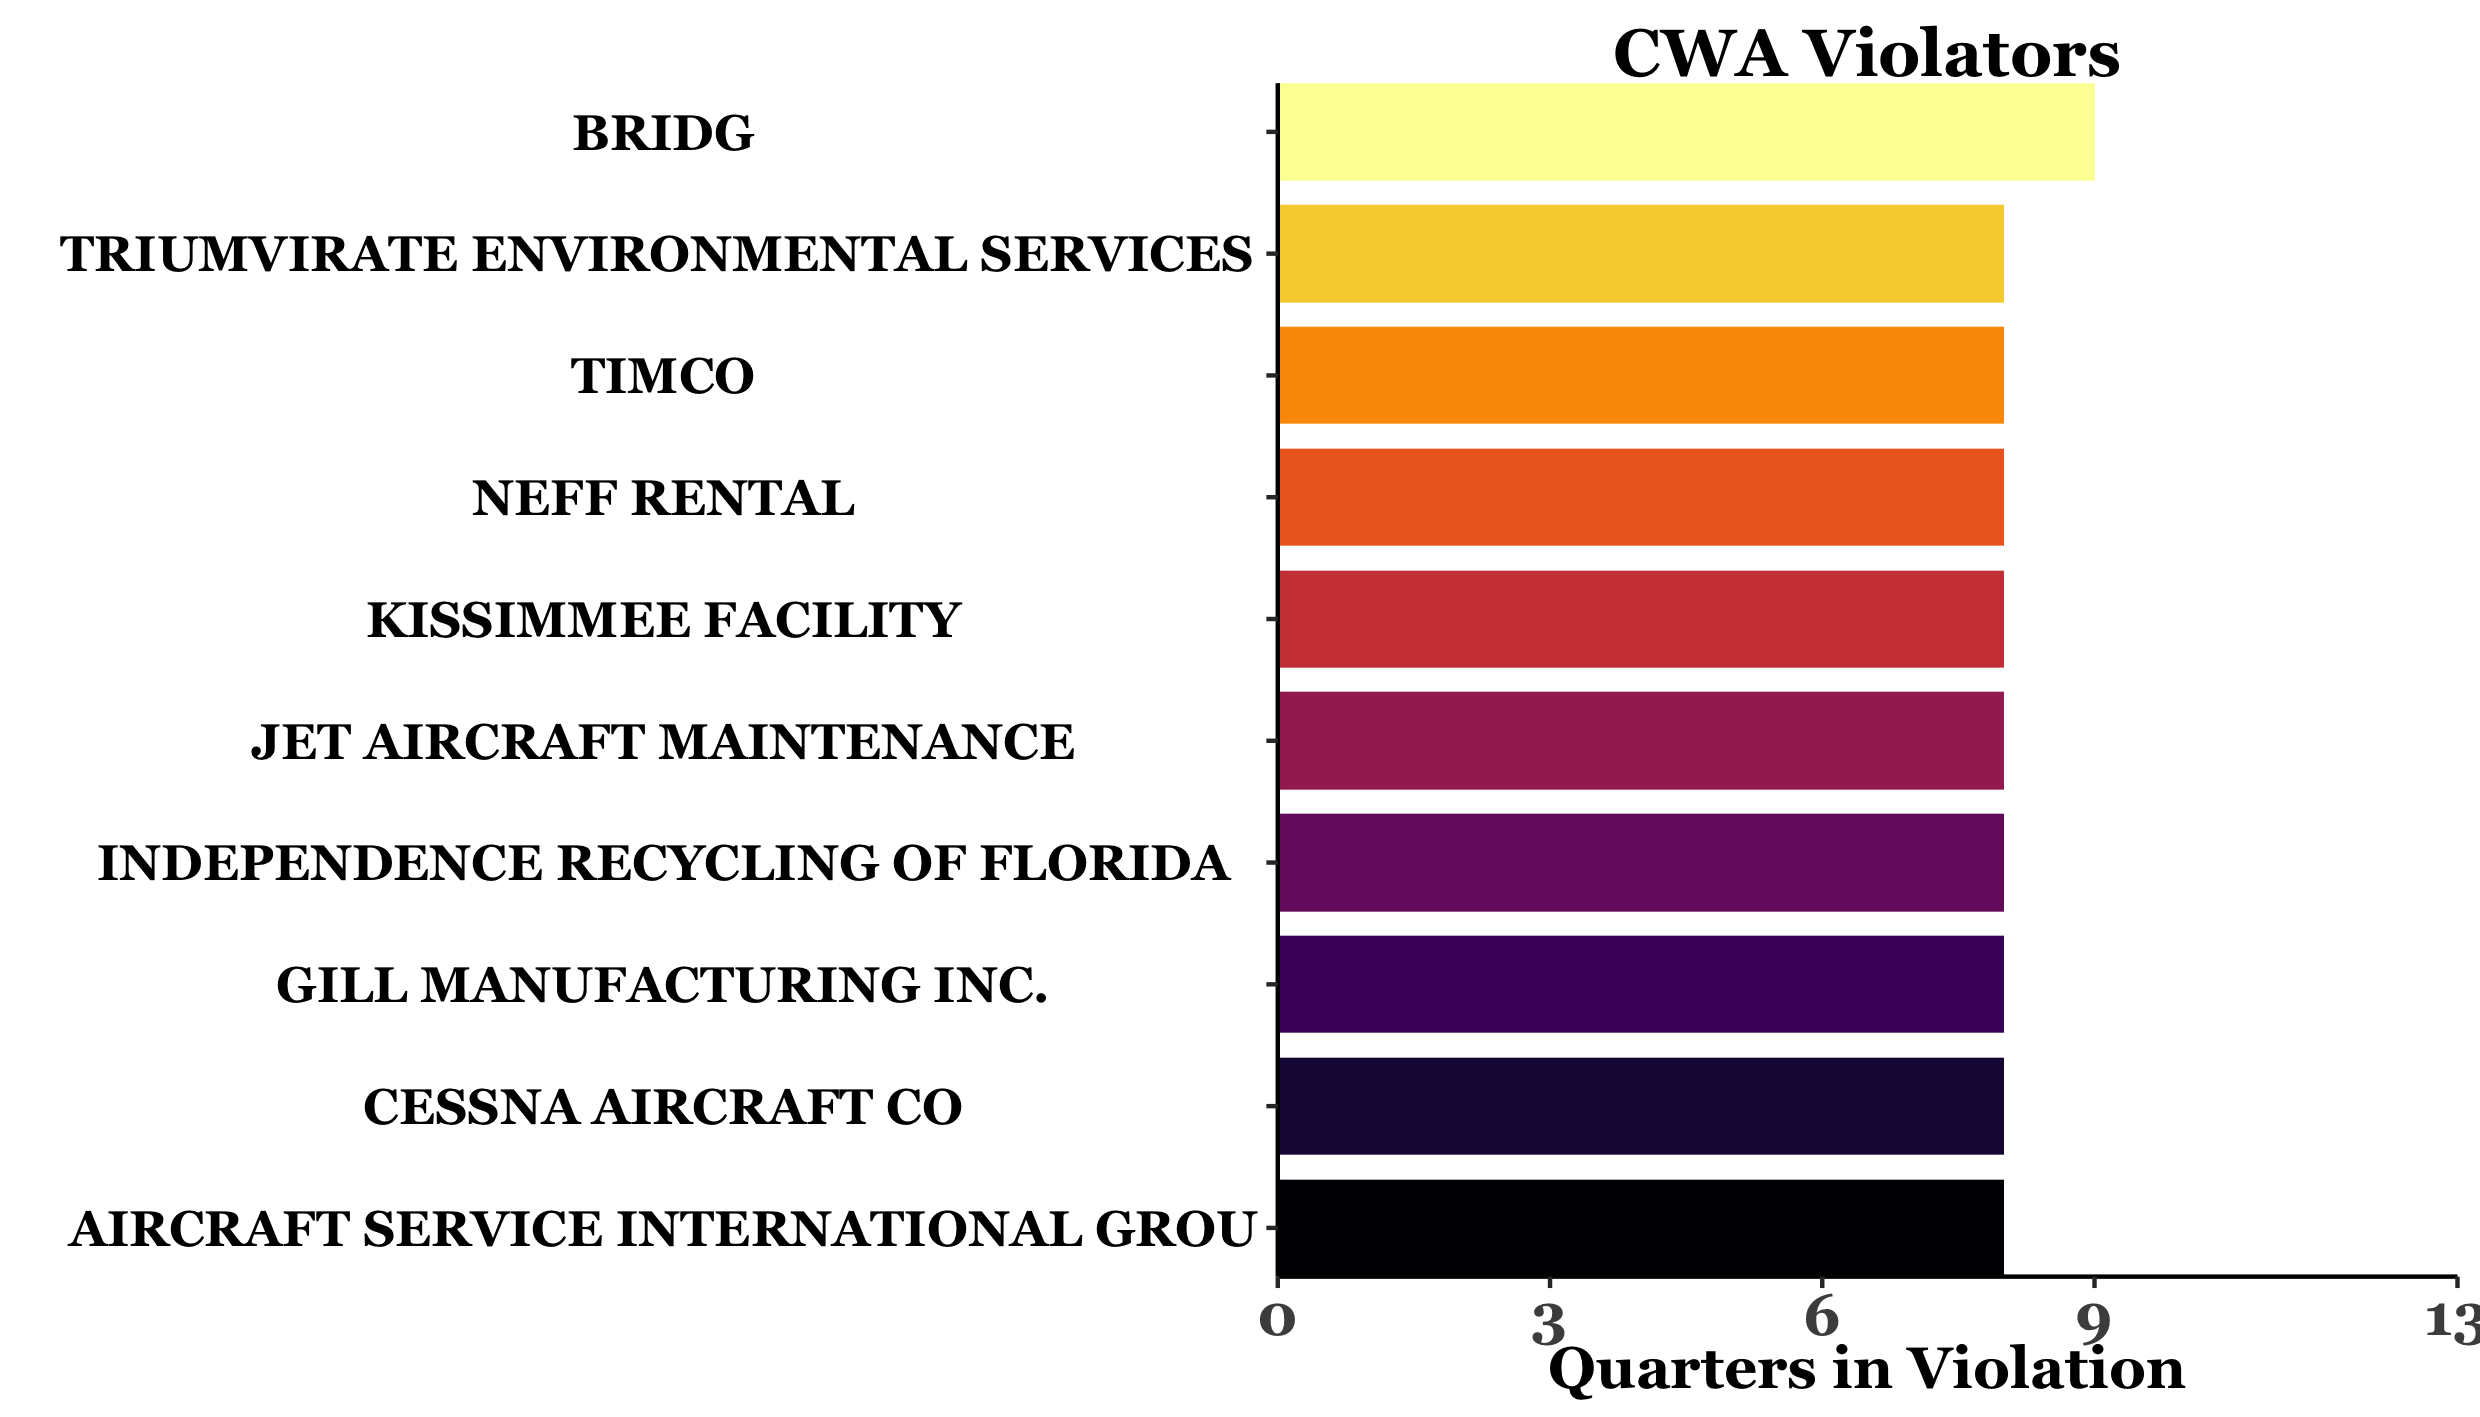 CWA Violators
BRIDG
TRIUMVIRATE ENVIRONMENTAL SERVICES
TIMCO
NEFF RENTAL
KISSIMMEE FACILITY
JET AIRCRAFT MAINTENANCE
INDEPENDENCE RECYCLING OF FLORIDA
GILL MANUFACTURING INC.
CESSNA AIRCRAFT CO
AIRCRAFT SERVICE INTERNATIONAL GROU
0 3 6 9 13
Quarters in Violation